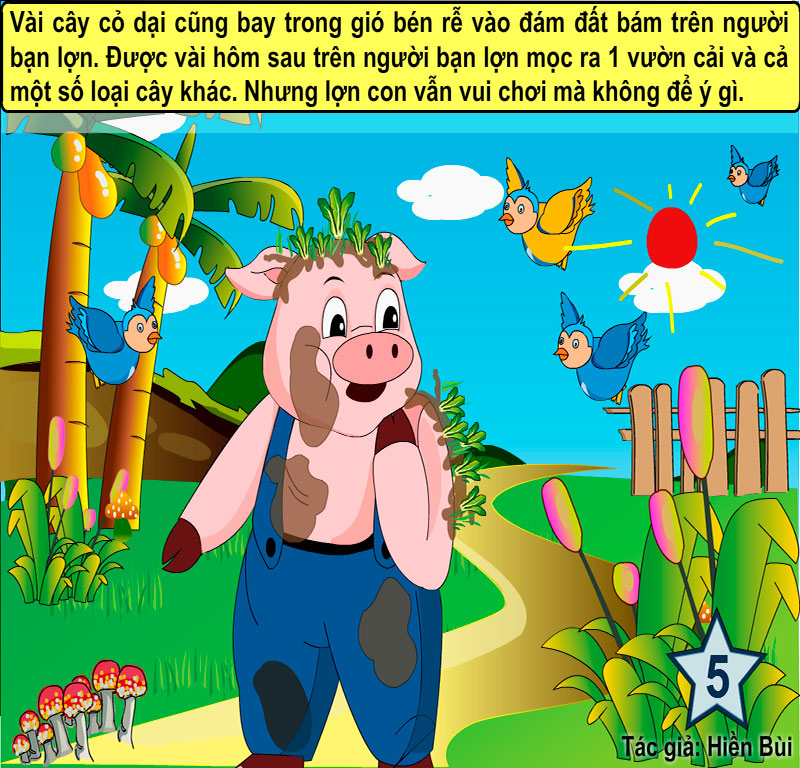 Vài cây cỏ dại cũng bay trong gió bén rễ vào đám đất bám trên người
bạn lợn. Được vài hôm sau trên người bạn lợn mọc ra 1 vườn cải và cả
một số loại cây khác. Nhưng lợn con vẫn vui chơi mà không để ý gì.
5
Tác giả: Hiền Bùi